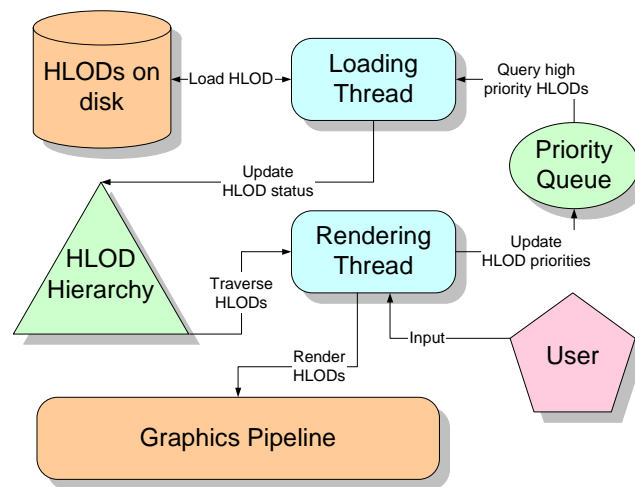 HLODs on
disk
Load HLOD
Loading
Thread
Query high
priority HLODs
Priority
Queue
Update
HLOD status
HLOD
Hierarchy
Traverse
HLODs
Rendering
Thread
Update
HLOD priorities
Input
User
Render
HLODs
Graphics Pipeline